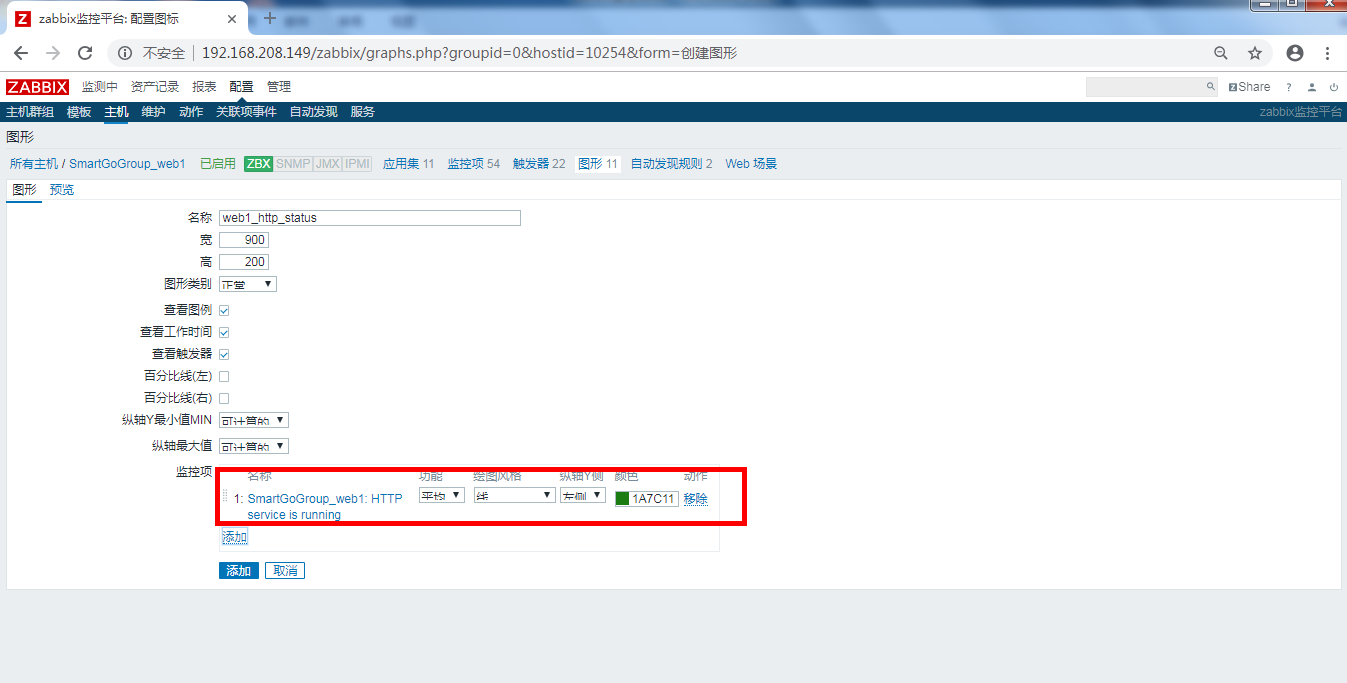 Z zabbix监控平台: 配置图标
不安全 192.168.208.149/zabbix/graphs.php?groupid=0&hostid=10254&form=创建图形
ZABBIX 监测中 资产记录 报表 配置 管理 Z Share ?
主机群组 模板 主机 维护 动作 关联项事件 自动发现 服务 zabbix监控平台
图形
所有主机 / SmartGoGroup_web1 已启用 ZBX SNMP JMX IPMI 应用集 11 监控项 54 触发器 22 图形 11 自动发现规则 2 Web 场景
图形 预览
名称 web1_http_status
宽 900
高 200
图形类别 正常
查看图例
查看工作时间
查看触发器
百分比线(左)
百分比线(右)
纵轴Y最小值MIN 可计算的
纵轴最大值 可计算的
监控项 名称 功能 绘图风格 纵轴Y侧 颜色 动作
1: SmartGoGroup_web1: HTTP 平均 线 左侧 1A7C11 移除
service is running
添加
添加 取消